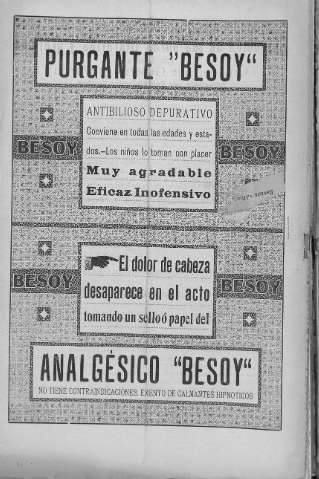 PURGANTE "BESOY"
ANTIBILIOSO DEPURATIVO
Conviene en todas las edades y esta-
dos.-Los niños lo toman con placer
BESOY
BESOY
Muy agradable
Eficaz Inofensivo
El dolor de cabeza
BESOY
BESOY
desaparece en el acto
tomando un selló ó papel del
ANALGÉSICO "BESOY"
NO TIENE CONTRAINDICACIONES. EXENTO DE CALMANTES HIPNOTICOS